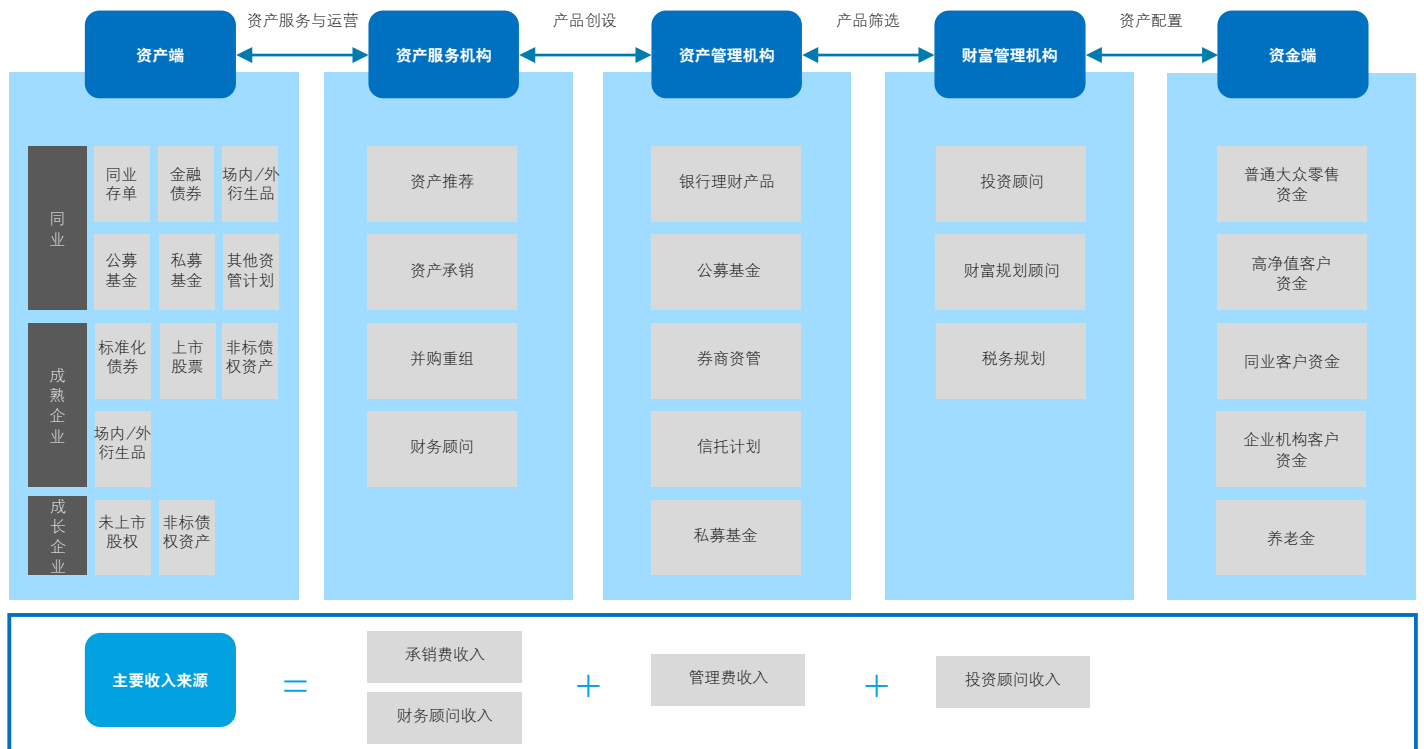 资产服务与运营
产品创设
产品筛选
资产配置
资产端
资产服务机构
资产管理机构
财富管理机构
资金端
同
业
同业
存单
金融
债券
场内/外
衍生品
公募
基金
私募
基金
其他资
管计划
成
熟
企
业
标准化
债券
上市
股票
非标债
权资产
场内/外
衍生品
成
长
企
业
未上市
股权
非标债
权资产
资产推荐
资产承销
并购重组
财务顾问
银行理财产品
公募基金
券商资管
信托计划
私募基金
投资顾问
财富规划顾问
税务规划
普通大众零售
资金
高净值客户
资金
同业客户资金
企业机构客户
资金
养老金
主要收入来源
=
承销费收入
财务顾问收入
+
管理费收入
+
投资顾问收入